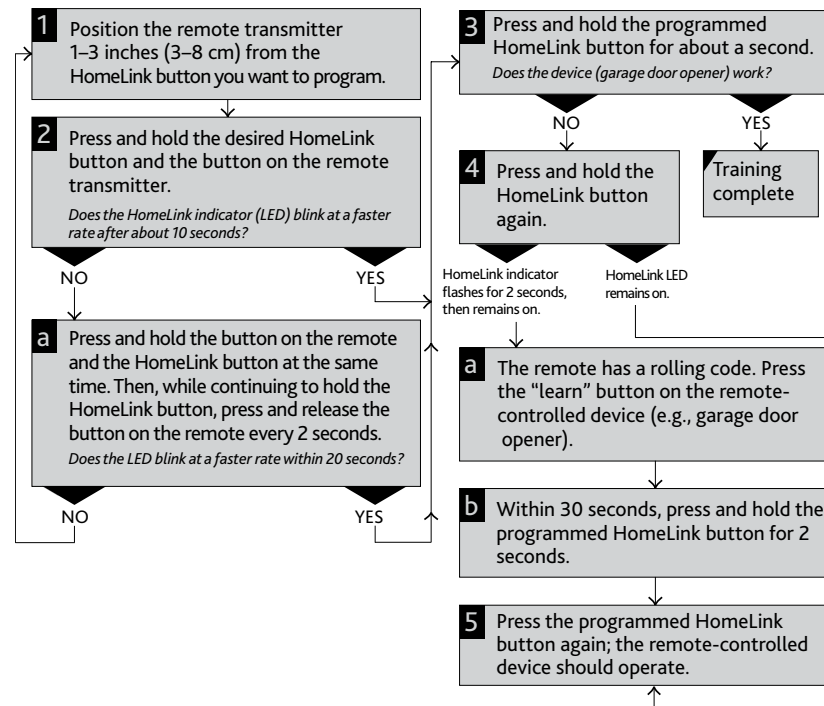 1
Position the remote transmitter
1–3 inches (3–8 cm) from the
HomeLink button you want to program.
2
Press and hold the desired HomeLink
button and the button on the remote
transmitter.
Does the HomeLink indicator (LED) blink at a faster
rate after about 10 seconds?
NO
YES
a
Press and hold the button on the remote
and the HomeLink button at the same
time. Then, while continuing to hold the
HomeLink button, press and release the
button on the remote every 2 seconds.
Does the LED blink at a faster rate within 20 seconds?
NO
YES
3
Press and hold the programmed
HomeLink button for about a second.
Does the device (garage door opener) work?
NO
YES
4
Press and hold the
HomeLink button
again.
Training
complete
HomeLink indicator
flashes for 2 seconds,
then remains on.
HomeLink LED
remains on.
a
The remote has a rolling code. Press
the “learn” button on the remote-
controlled device (e.g., garage door
opener).
b
Within 30 seconds, press and hold the
programmed HomeLink button for 2
seconds.
5
Press the programmed HomeLink
button again; the remote-controlled
device should operate.